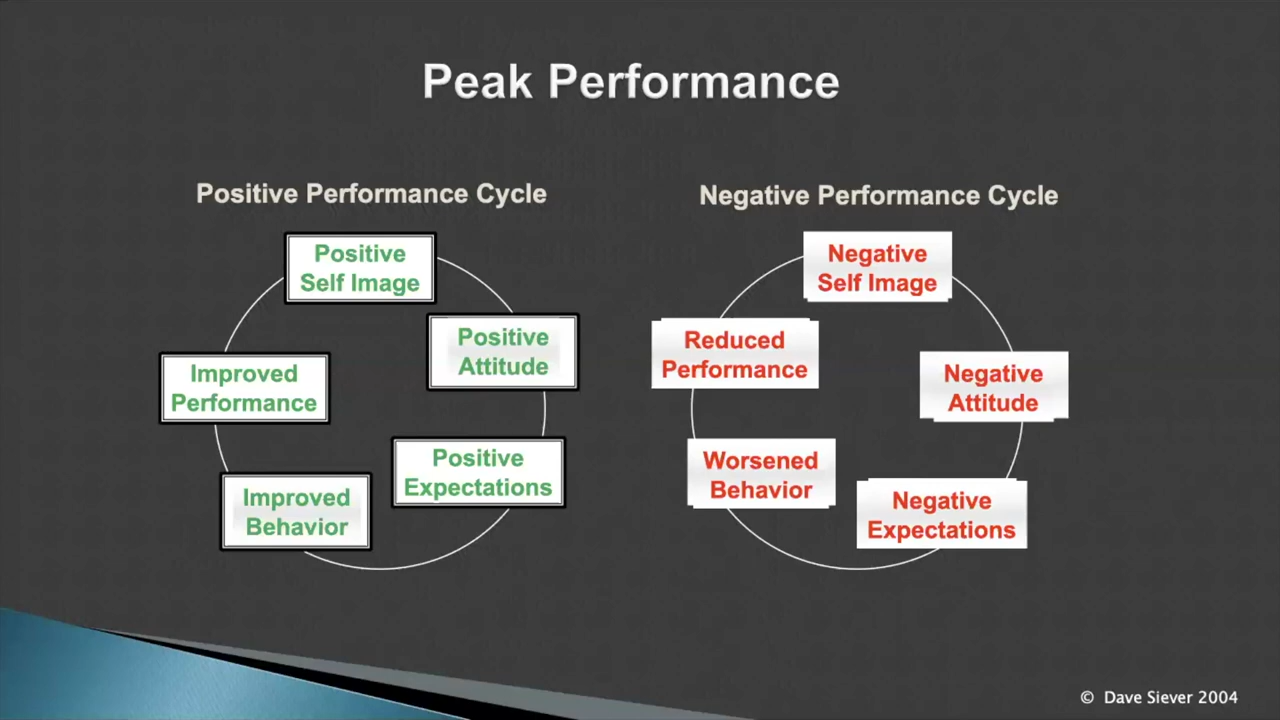 Peak Performance
Positive Performance Cycle
Positive
Self Image
Positive
Attitude
Positive
Expectations
Improved
Behavior
Improved
Performance
Negative Performance Cycle
Negative
Self Image
Negative
Attitude
Negative
Expectations
Worsened
Behavior
Reduced
Performance
© Dave Siever 2004